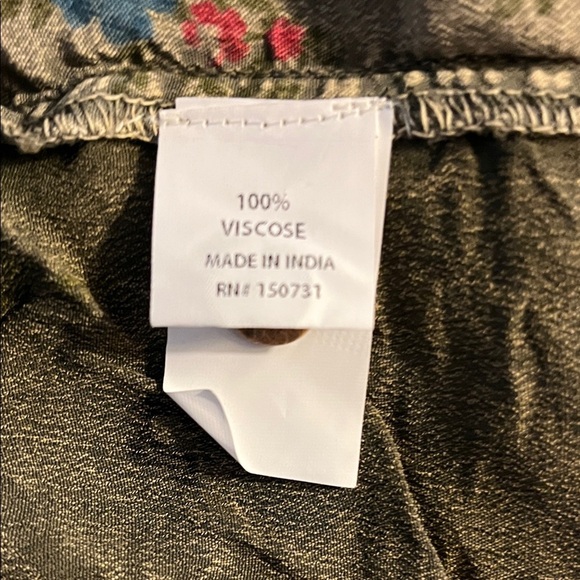 100%
VISCOSE
MADE IN INDIA
RN# 150731